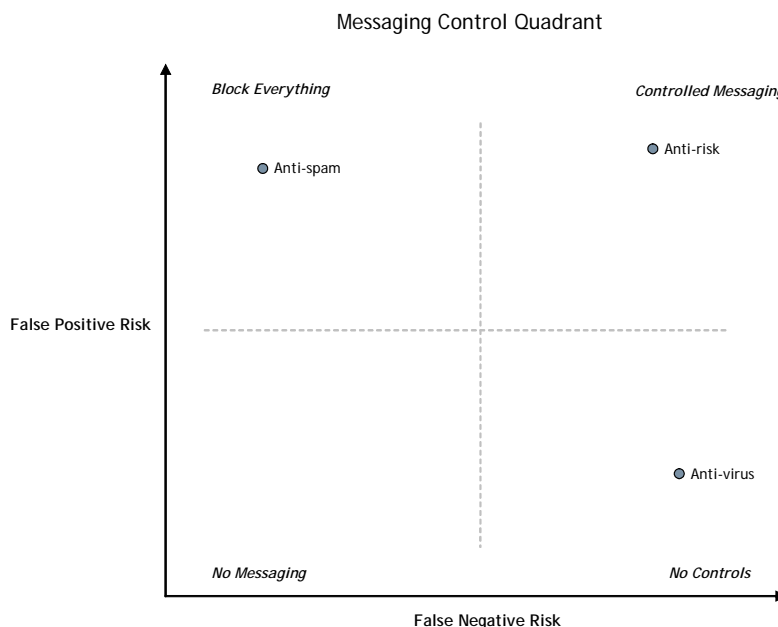 Messaging Control Quadrant
Block Everything
Controlled Messaging
Anti-spam
Anti-risk
False Positive Risk
Anti-virus
No Messaging
No Controls
False Negative Risk